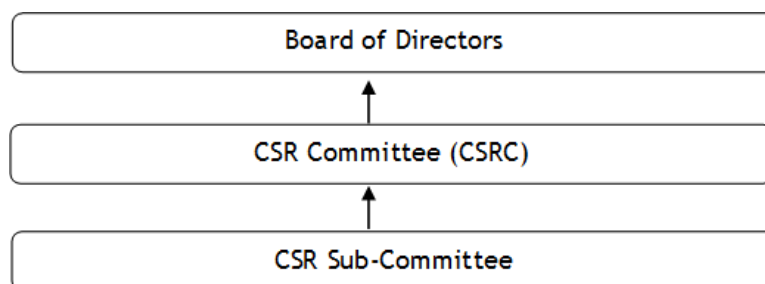 Board of Directors
CSR Committee (CSRC)
CSR Sub-Committee